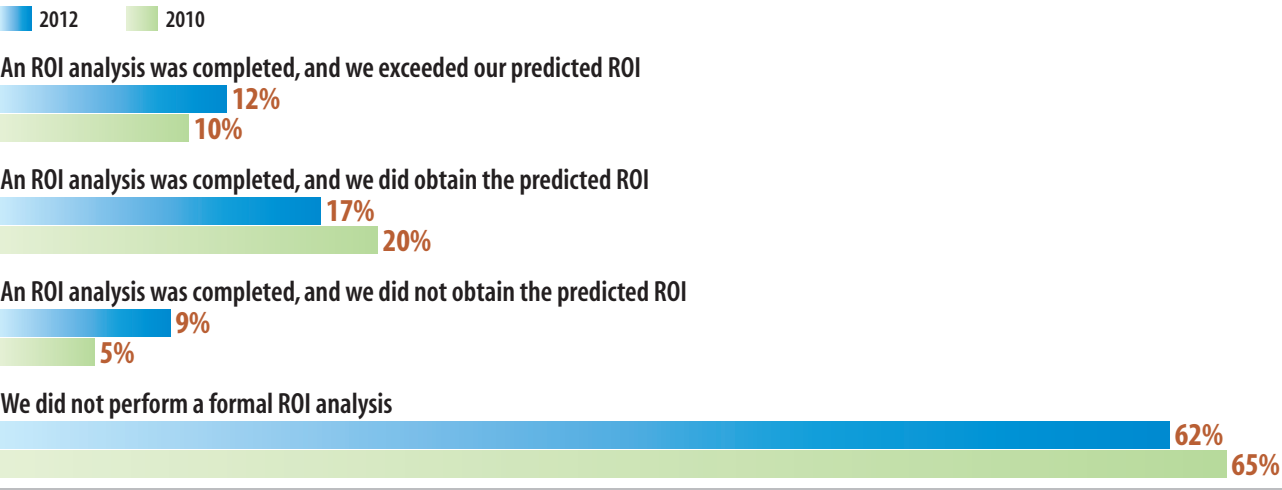 2012 2010
An ROI analysis was completed, and we exceeded our predicted ROI
12%
10%
An ROI analysis was completed, and we did obtain the predicted ROI
17%
20%
An ROI analysis was completed, and we did not obtain the predicted ROI
9%
5%
We did not perform a formal ROI analysis
62%
65%